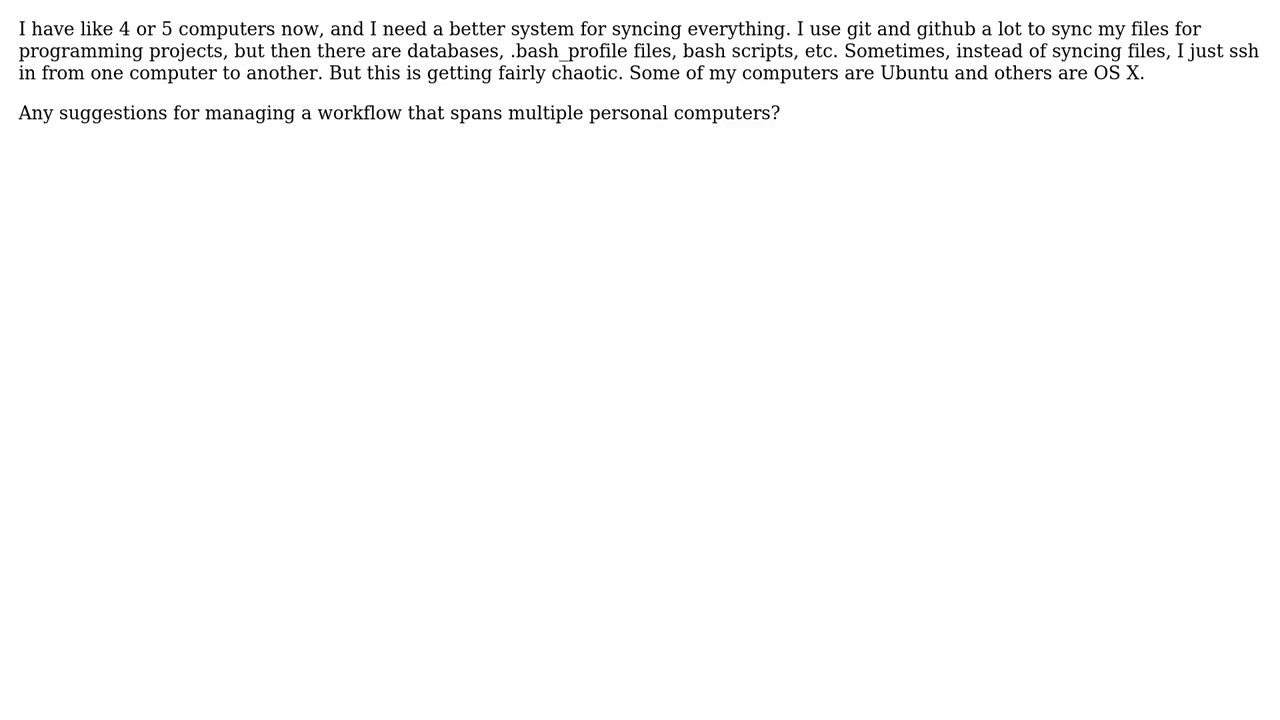 I have like 4 or 5 computers now, and I need a better system for syncing everything. I use git and github a lot to sync my files for
programming projects, but then there are databases, .bash_profile files, bash scripts, etc. Sometimes, instead of syncing files, I just ssh
in from one computer to another. But this is getting fairly chaotic. Some of my computers are Ubuntu and others are OS X.
Any suggestions for managing a workflow that spans multiple personal computers?